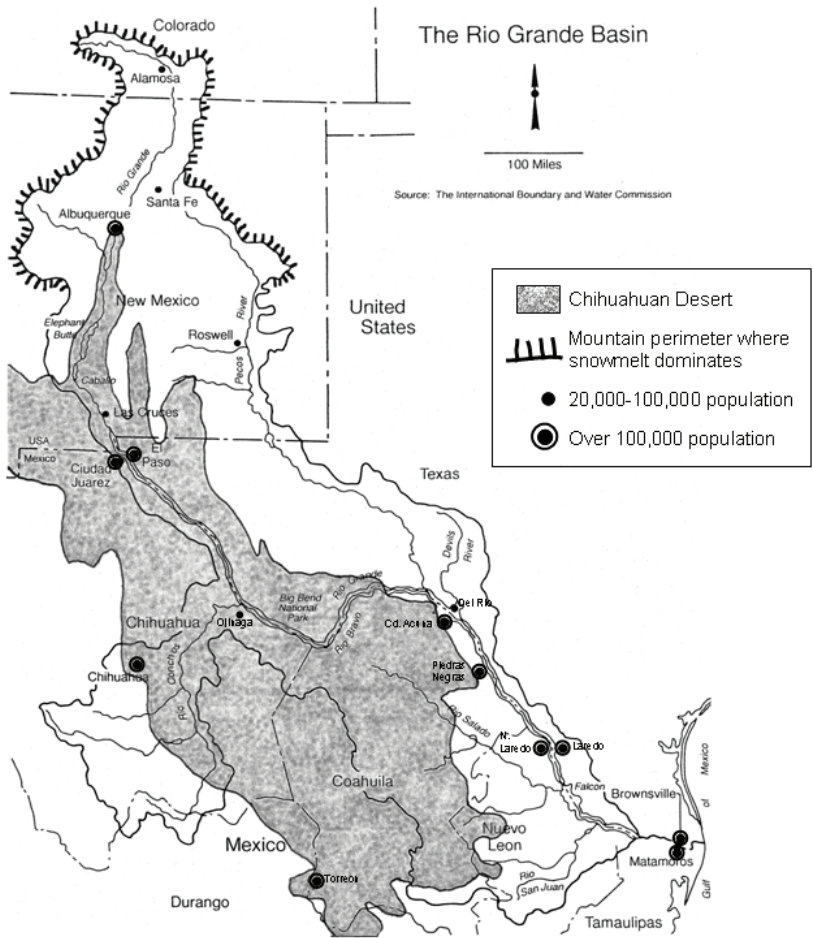 Colorado
The Rio Grande Basin
Alamosa
100 Miles
Rio Grande
Source: The International Boundary and Water Commission
Santa Fe
Albuquerque
New Mexico
United
States
Chihuahuan Desert
Mountain perimeter where
snowmelt dominates
20,000-100,000 population
Over 100,000 population
Elephant
Butte
Roswell
Pecos
River
Caballo
Las Cruces
USA
Mexico
El
Paso
Ciudad
Juarez
Texas
Devils
River
Big Bend
National
Park
Rio Grande
Rio Bravo
Del Rio
Chihuahua
Ojinaga
Cd. Acuna
Chihuahua
Rio
Conchos
Piedras
Negras
Rio Salado
N.
Laredo
Laredo
Coahuila
Falcon
Brownsville
Gulf
of
Mexico
Mexico
Nuevo
Leon
Matamoros
Torreon
Rio
San Juan
Durango
Tamaulipas